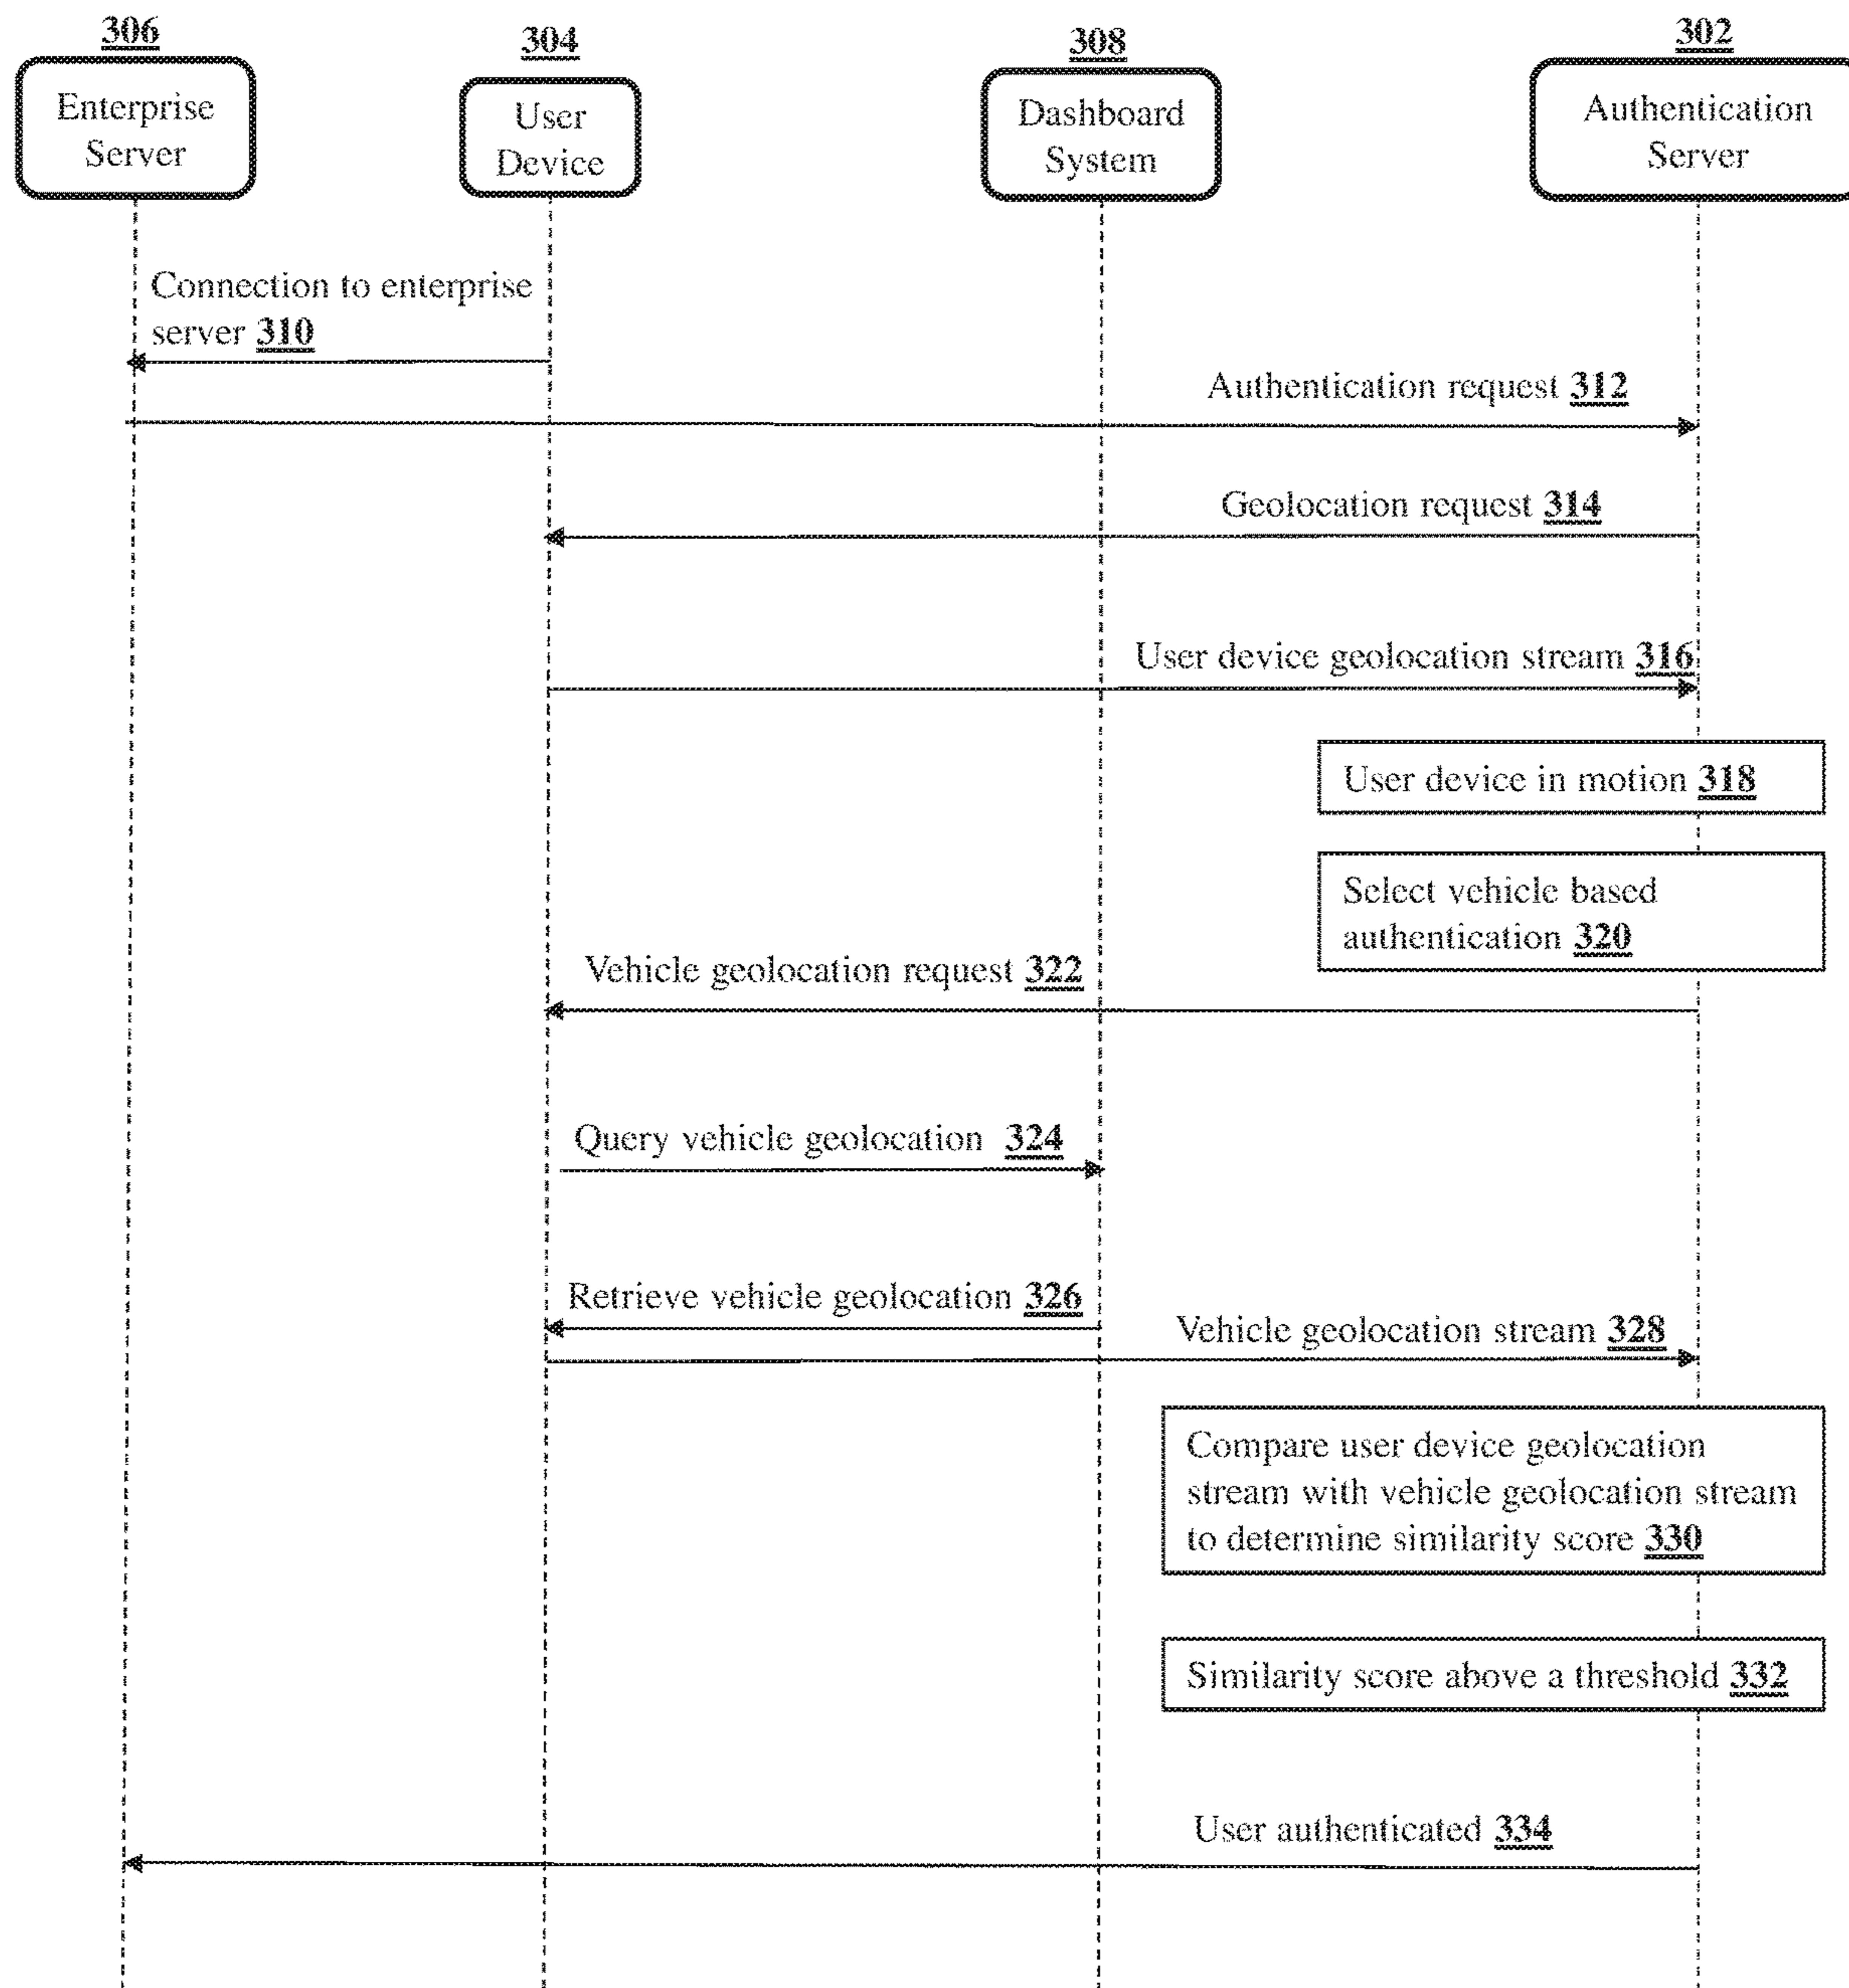 306
304
308
302
Enterprise
Server
User
Device
Dashboard
System
Authentication
Server
Connection to enterprise
server 310
Authentication request 312
Geolocation request 314
User device geolocation stream 316
User device in motion 318
Select vehicle based
authentication 320
Vehicle geolocation request 322
Query vehicle geolocation 324
Retrieve vehicle geolocation 326
Vehicle geolocation stream 328
Compare user device geolocation
stream with vehicle geolocation stream
to determine similarity score 330
Similarity score above a threshold 332
User authenticated 334